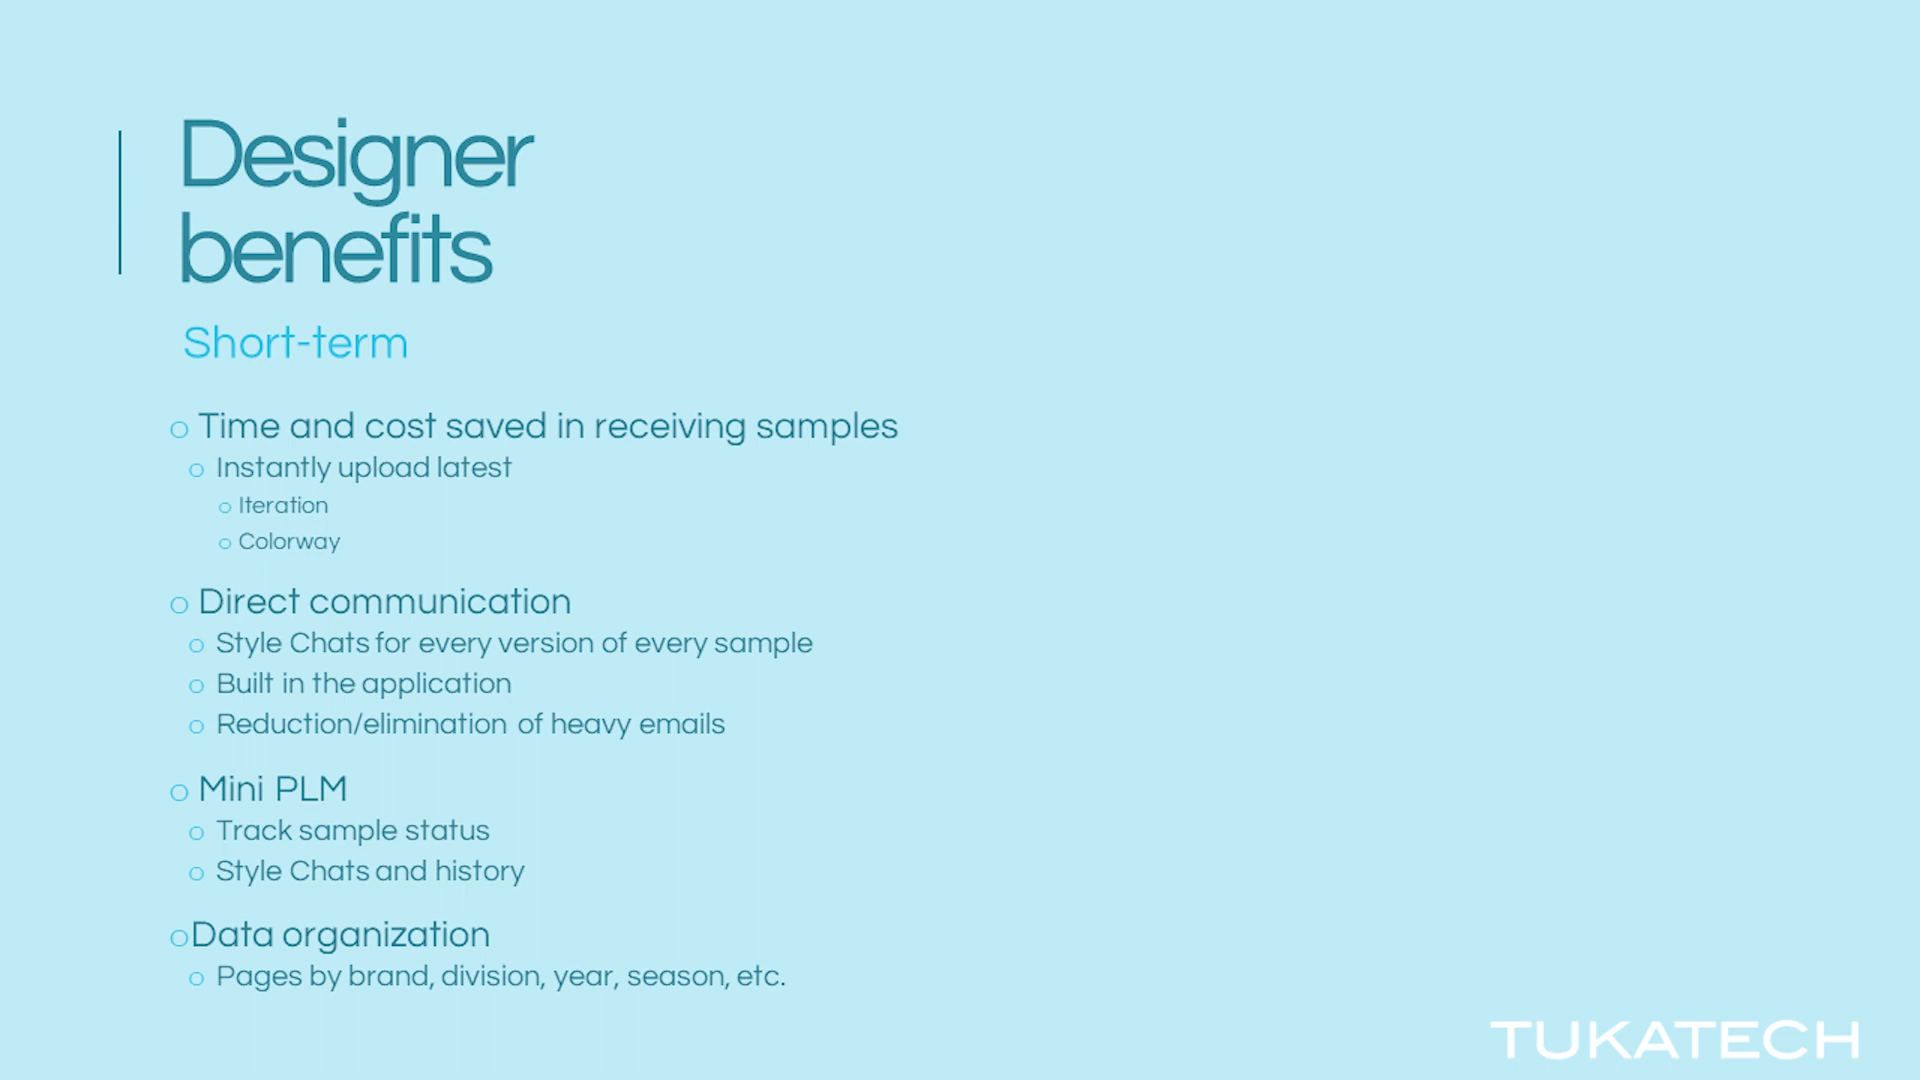 Designer
benefits
Short-term
o Time and cost saved in receiving samples
o Instantly upload latest
o Iteration
o Colorway
o Direct communication
o Style Chats for every version of every sample
o Built in the application
o Reduction/elimination of heavy emails
o Mini PLM
o Track sample status
o Style Chats and history
o Data organization
o Pages by brand, division, year, season, etc.
TUKATECH